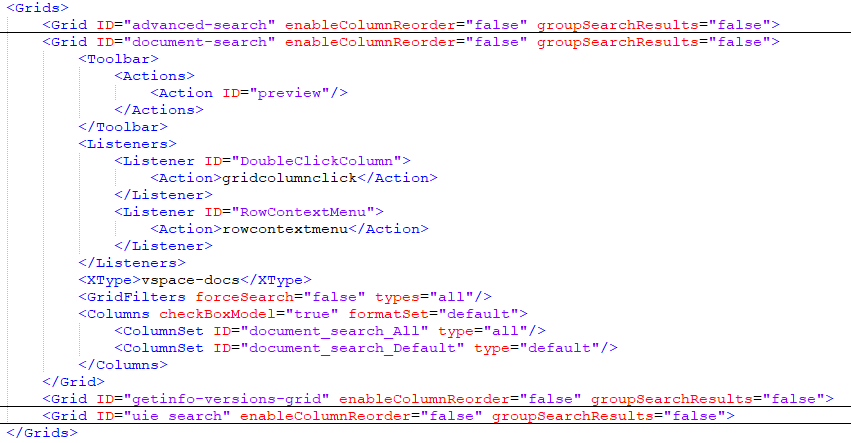 <Grids>
<Grid ID="advanced-search" enableColumnReorder="false" groupSearchResults="false">
<Grid ID="document-search" enableColumnReorder="false" groupSearchResults="false">
<Toolbar>
<Actions>
<Action ID="preview"/>
</Actions>
</Toolbar>
<Listeners>
<Listener ID="DoubleClickColumn">
<Action>gridcolumnclick</Action>
</Listener>
<Listener ID="RowContextMenu">
<Action>rowcontextmenu</Action>
</Listener>
</Listeners>
<XType>vspace-docs</XType>
<GridFilters forceSearch="false" types="all"/>
<Columns checkBoxModel="true" formatSet="default">
<ColumnSet ID="document_search_All" type="all"/>
<ColumnSet ID="document_search_Default" type="default"/>
</Columns>
</Grid>
<Grid ID="getinfo-versions-grid" enableColumnReorder="false" groupSearchResults="false">
<Grid ID="uie search" enableColumnReorder="false" groupSearchResults="false">
</Grids>